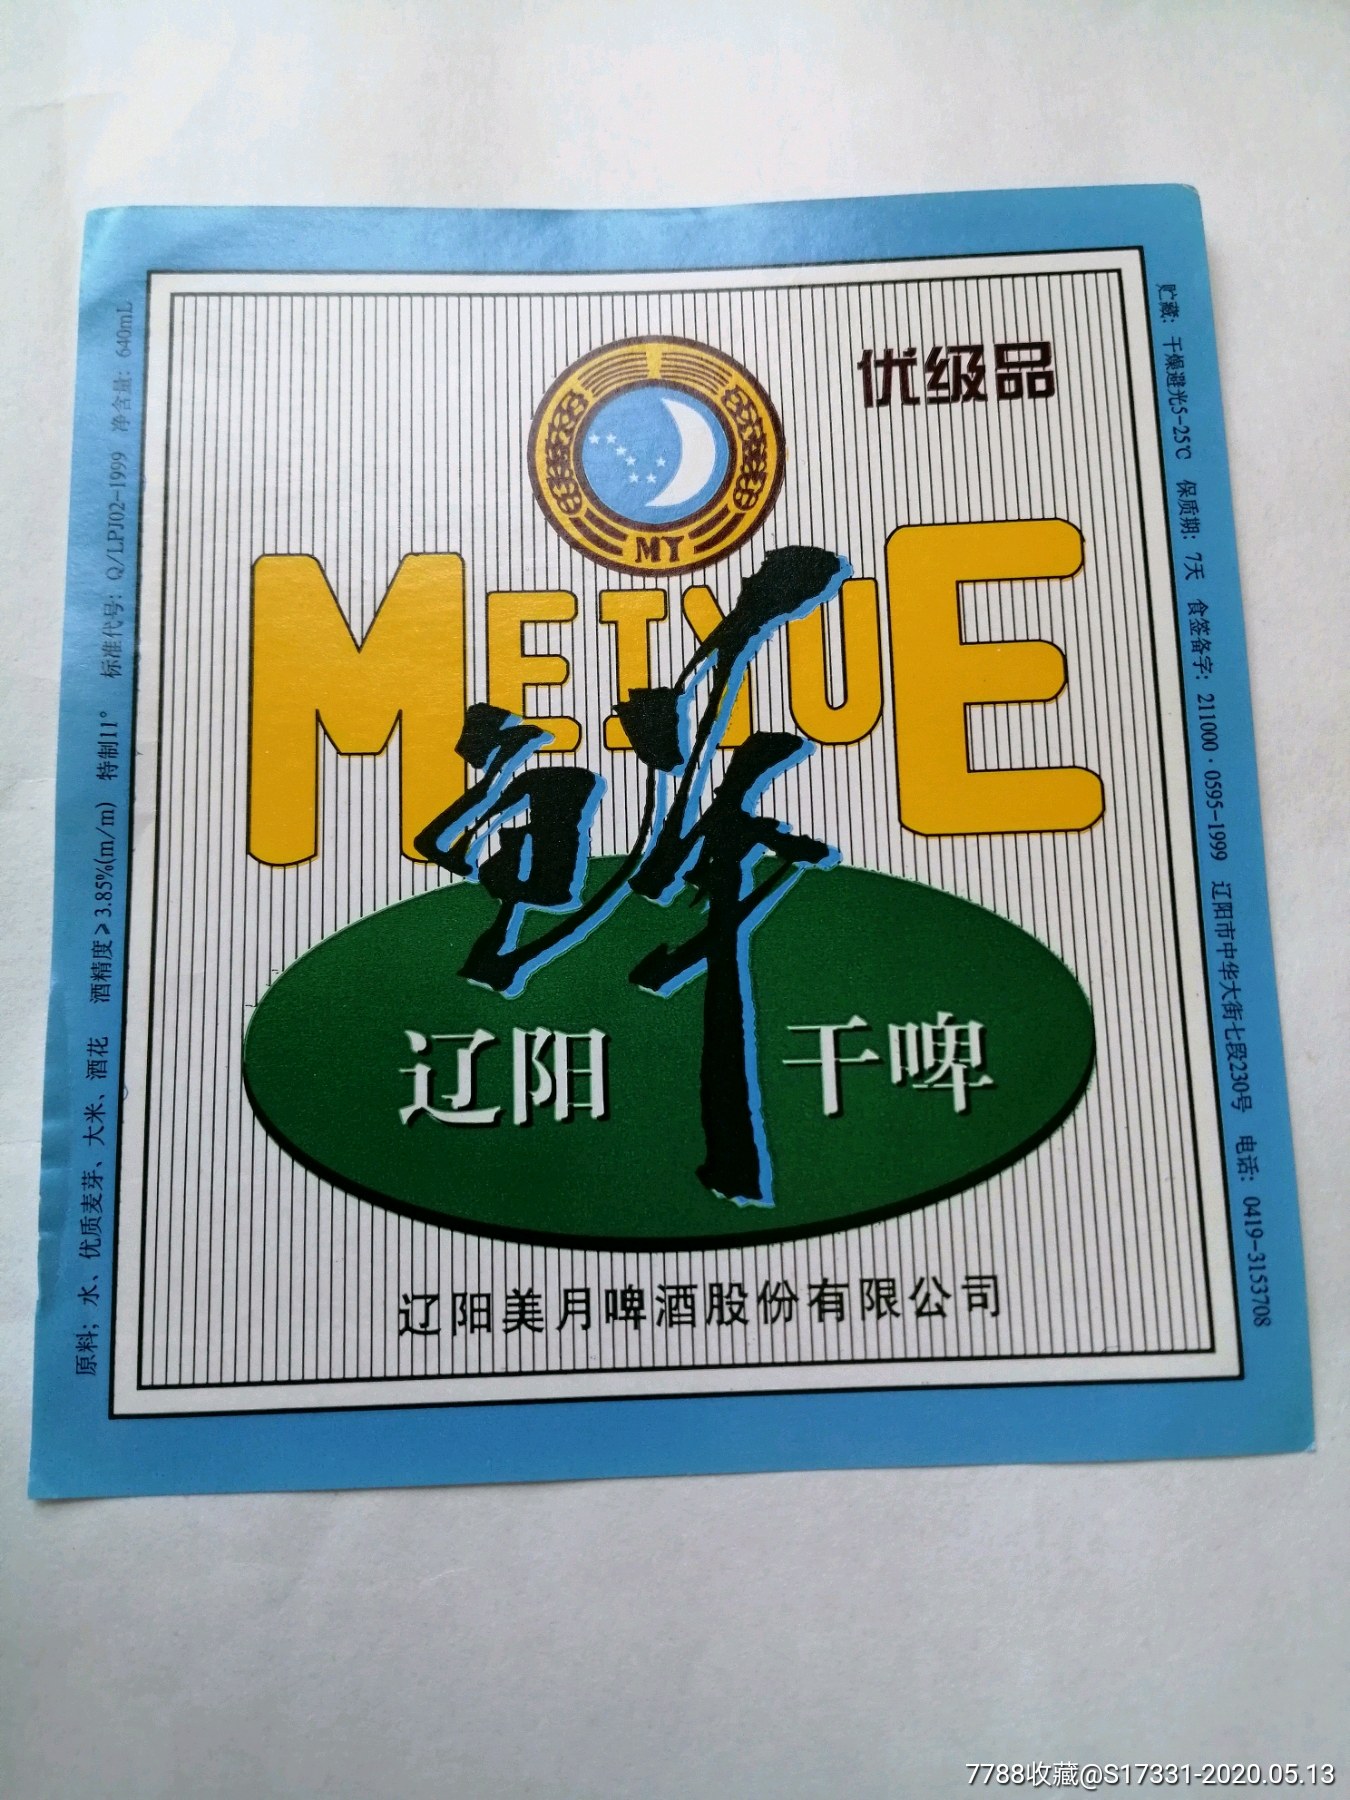 优级品
MY
MEIYUE
鲜
辽阳 干啤
辽阳美月啤酒股份有限公司
原料；水、优质麦芽、大米、酒花 酒精度≥3.85%(m/m) 特制11° 标准代号：Q/LPJ02-1999 净含量：640mL
贮藏：干燥避光5-25℃ 保质期：7天 食签备字：211000·0595-1999 辽阳市中华大街七段230号 电话：0419-3153708
7788收藏@S17331-2020.05.13